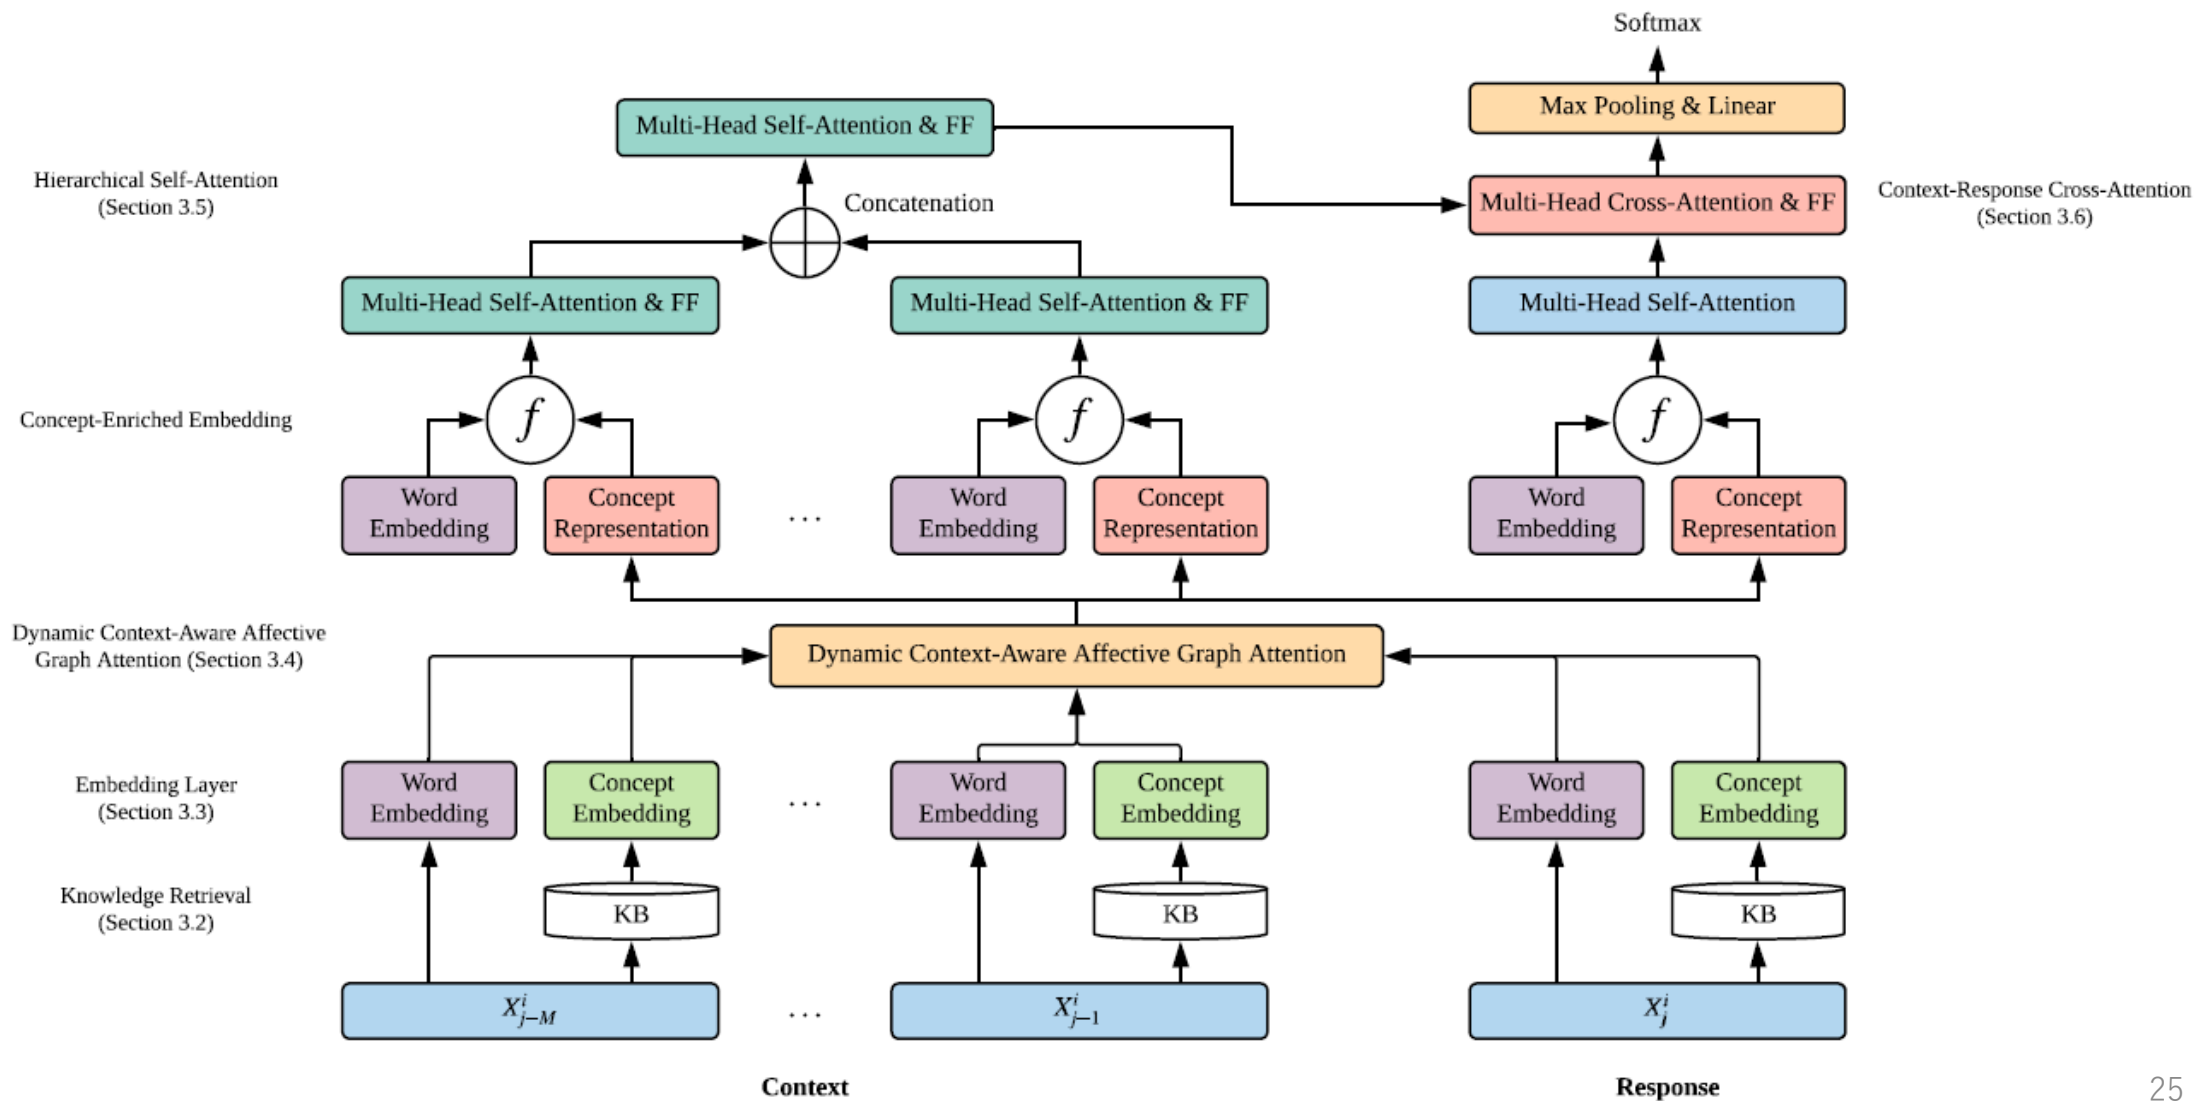 Softmax
Max Pooling & Linear
Multi-Head Self-Attention & FF
Hierarchical Self-Attention
(Section 3.5)
Concatenation
Multi-Head Cross-Attention & FF
Context-Response Cross-Attention
(Section 3.6)
Multi-Head Self-Attention & FF
Multi-Head Self-Attention & FF
Multi-Head Self-Attention
Concept-Enriched Embedding
f
f
f
Word
Embedding
Concept
Representation
...
Word
Embedding
Concept
Representation
Word
Embedding
Concept
Representation
Dynamic Context-Aware Affective
Graph Attention (Section 3.4)
Dynamic Context-Aware Affective Graph Attention
Embedding Layer
(Section 3.3)
Word
Embedding
Concept
Embedding
...
Word
Embedding
Concept
Embedding
Word
Embedding
Concept
Embedding
Knowledge Retrieval
(Section 3.2)
KB
KB
KB
X^i_{j-M}
...
X^i_{j-1}
X^i_j
Context
Response
25